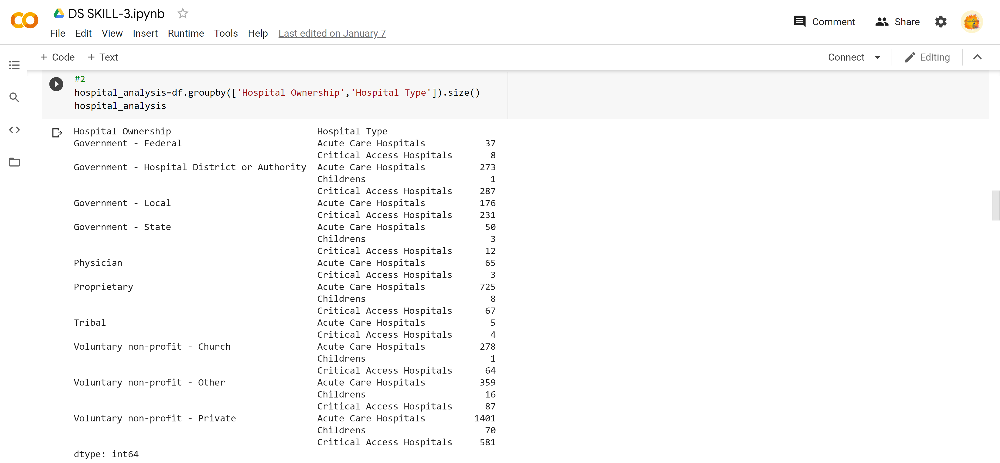 DS SKILL-3.ipynb
File Edit View Insert Runtime Tools Help Last edited on January 7
Comment Share
+ Code + Text
Connect Editing
#2
hospital_analysis=df.groupby(['Hospital Ownership','Hospital Type']).size()
hospital_analysis
Hospital Ownership Hospital Type
Government - Federal Acute Care Hospitals 37
Critical Access Hospitals 8
Government - Hospital District or Authority Acute Care Hospitals 273
Childrens 1
Critical Access Hospitals 287
Government - Local Acute Care Hospitals 176
Critical Access Hospitals 231
Government - State Acute Care Hospitals 50
Childrens 3
Critical Access Hospitals 12
Physician Acute Care Hospitals 65
Critical Access Hospitals 3
Proprietary Acute Care Hospitals 725
Childrens 8
Critical Access Hospitals 67
Tribal Acute Care Hospitals 5
Critical Access Hospitals 4
Voluntary non-profit - Church Acute Care Hospitals 278
Childrens 1
Critical Access Hospitals 64
Voluntary non-profit - Other Acute Care Hospitals 359
Childrens 16
Critical Access Hospitals 87
Voluntary non-profit - Private Acute Care Hospitals 1401
Childrens 70
Critical Access Hospitals 581
dtype: int64